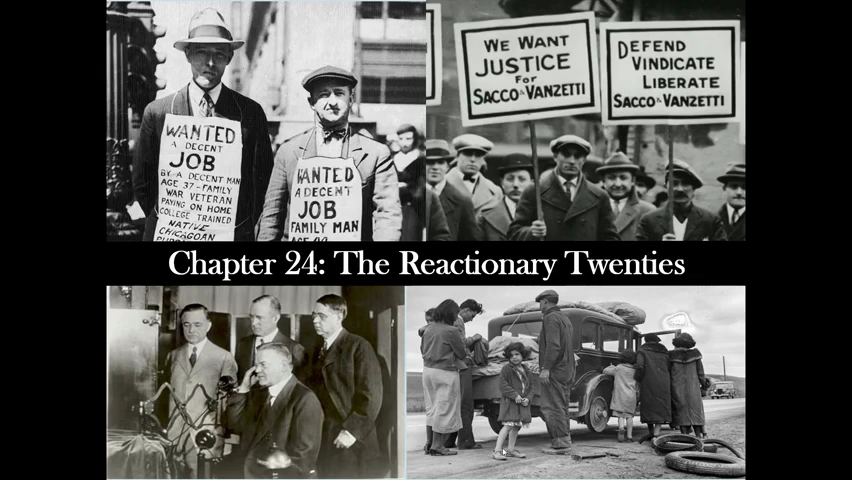 WANTED
A DECENT
JOB
BY A DECENT MAN
AGE 37 - FAMILY
WAR VETERAN
PAYING ON HOME
COLLEGE TRAINED
NATIVE
CHICAGOAN
WANTED
A DECENT
JOB
FAMILY MAN
WE WANT
JUSTICE
For
SACCO & VANZETTI
DEFEND
VINDICATE
LIBERATE
SACCO & VANZETTI
Chapter 24: The Reactionary Twenties